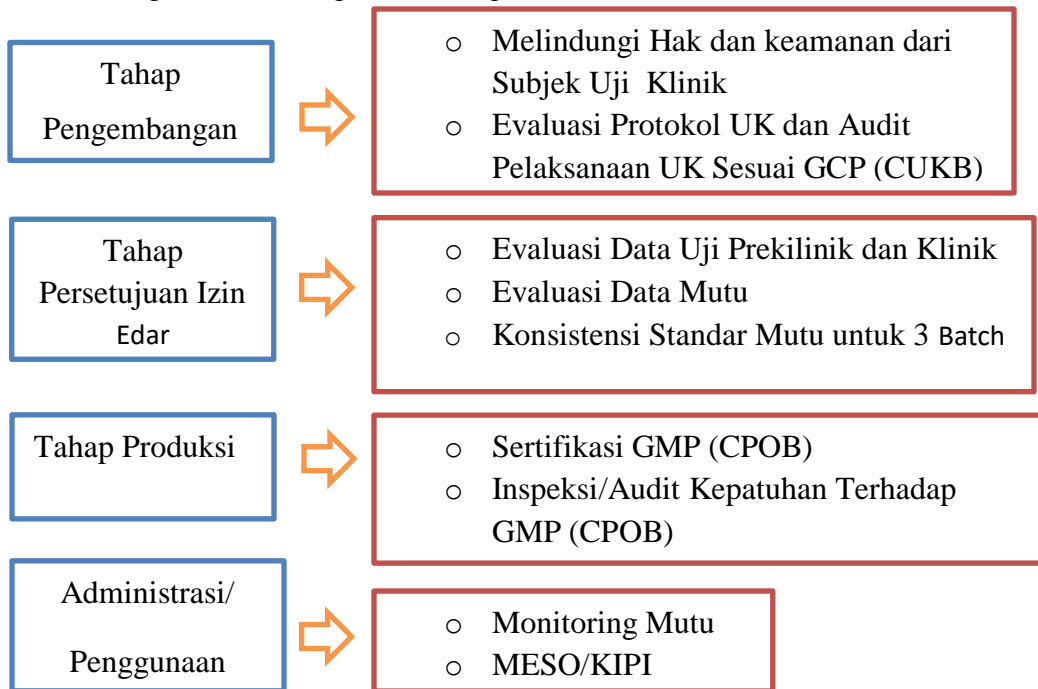 Tahap
Pengembangan
o Melindungi Hak dan keamanan dari
Subjek Uji Klinik
o Evaluasi Protokol UK dan Audit
Pelaksanaan UK Sesuai GCP (CUKB)
Tahap
Persetujuan Izin
Edar
o Evaluasi Data Uji Prekilinik dan Klinik
o Evaluasi Data Mutu
o Konsistensi Standar Mutu untuk 3 Batch
Tahap Produksi
o Sertifikasi GMP (CPOB)
o Inspeksi/Audit Kepatuhan Terhadap
GMP (CPOB)
Administrasi/
Penggunaan
o Monitoring Mutu
o MESO/KIPI